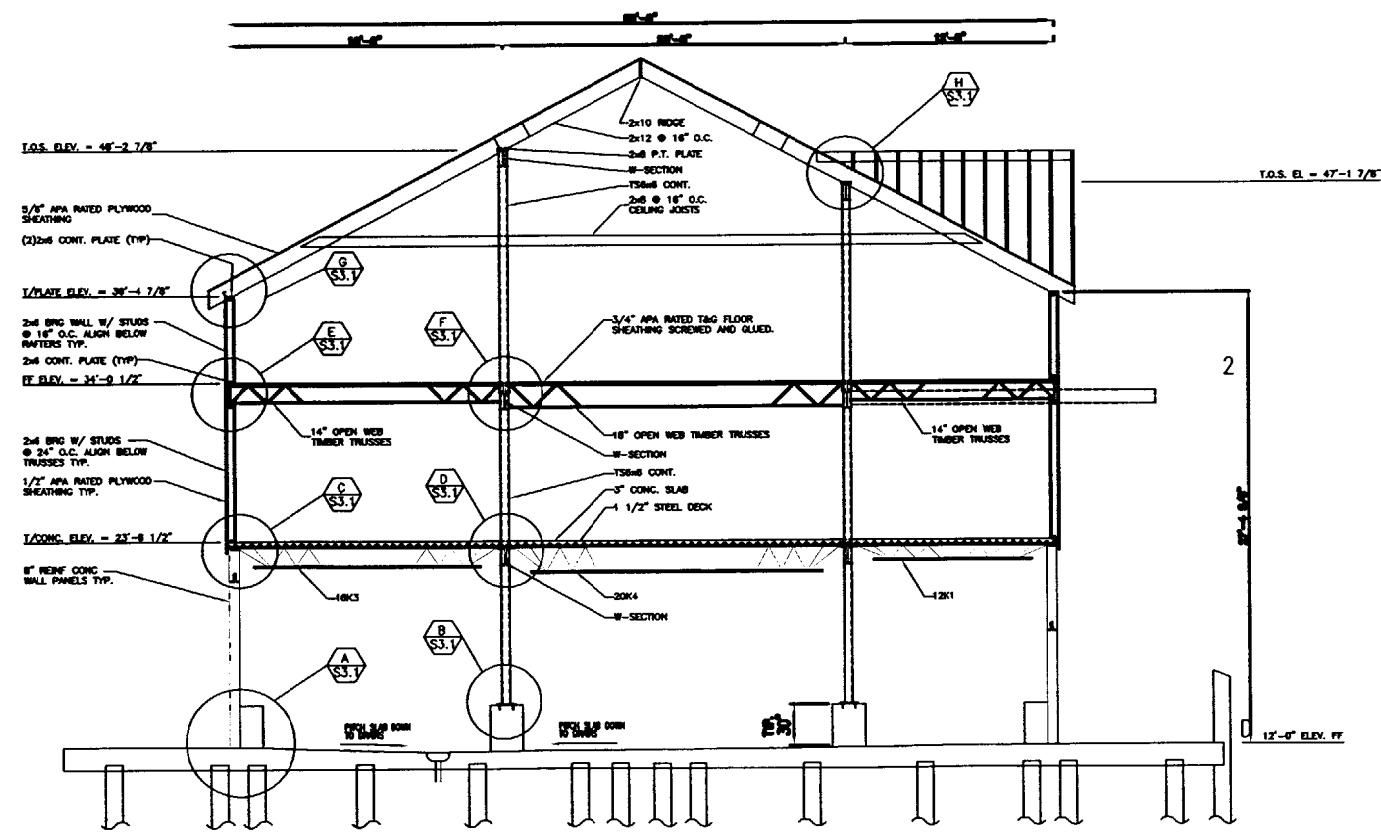 H
S3.1
2x10 RIDGE
2x12 @ 16" O.C.
2x6 P.T. PLATE
W-SECTION
TS6x6 CONT.
2x6 @ 16" O.C.
CEILING JOISTS
T.O.S. ELEV. = 48'-2 7/8"
T.O.S. EL = 47'-1 7/8"
5/8" APA RATED PLYWOOD
SHEATHING
(2)2x6 CONT. PLATE (TYP)
G
S3.1
T/PLATE ELEV. = 38'-4 7/8"
2x6 BRG WALL W/ STUDS
@ 16" O.C. ALIGN BELOW
RAFTERS TYP.
E
S3.1
F
S3.1
3/4" APA RATED T&G FLOOR
SHEATHING SCREWED AND GLUED.
2x6 CONT. PLATE (TYP)
FF ELEV. = 34'-0 1/2"
2
14" OPEN WEB
TIMBER TRUSSES
18" OPEN WEB TIMBER TRUSSES
14" OPEN WEB
TIMBER TRUSSES
W-SECTION
2x6 BRG W/ STUDS
@ 24" O.C. ALIGN BELOW
TRUSSES TYP.
TS6x6 CONT.
1/2" APA RATED PLYWOOD
SHEATHING TYP.
C
S3.1
D
S3.1
3" CONC. SLAB
1 1/2" STEEL DECK
T/CONC. ELEV. = 23'-8 1/2"
8" REINF CONC
WALL PANELS TYP.
16K3
20K4
12K1
W-SECTION
B
S3.1
A
S3.1
TYP.
30"
PITCH SLAB DOWN
TO DRAINS
PITCH SLAB DOWN
TO DRAINS
12'-0" ELEV. FF